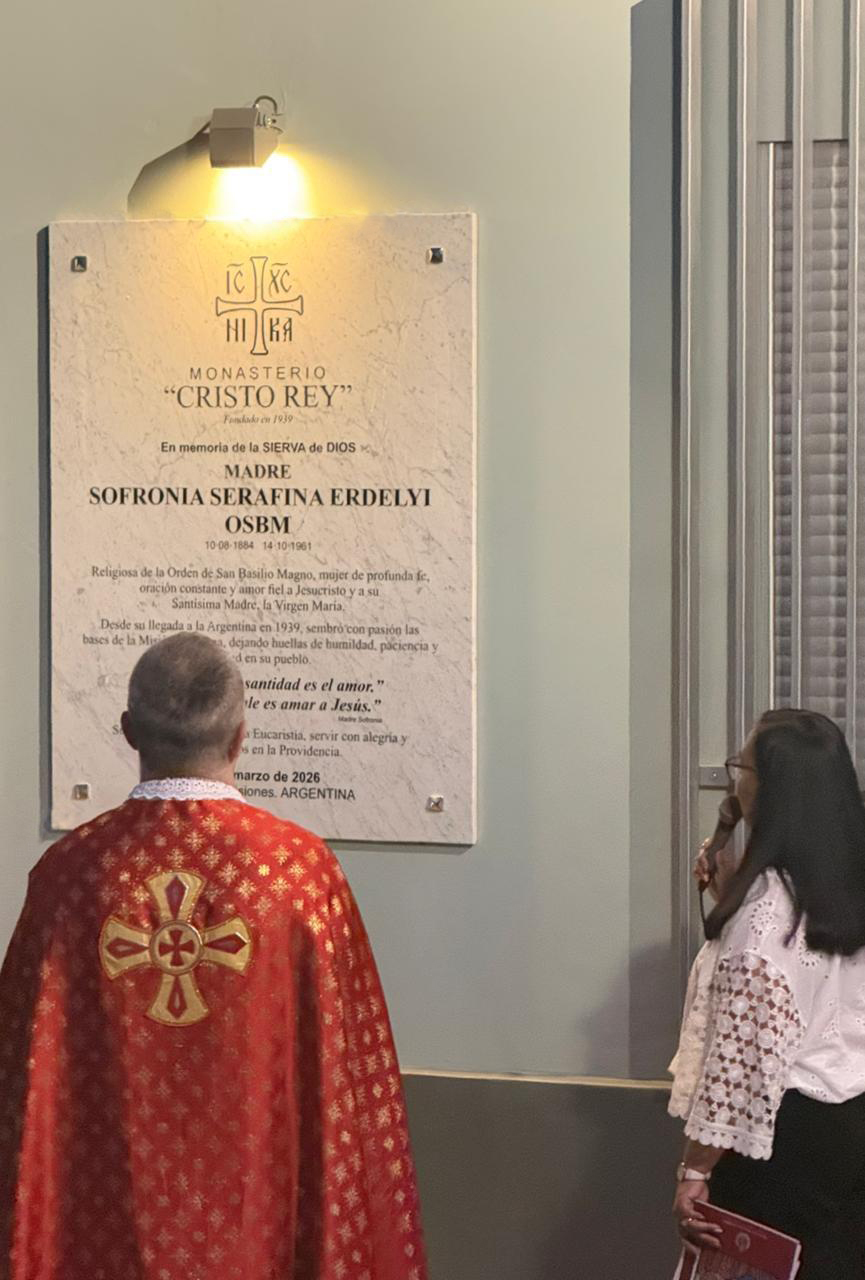 IC XC
НІ КА
MONASTERIO
“CRISTO REY”
Fundado en 1939
En memoria de la SIERVA de DIOS
MADRE
SOFRONIA SERAFINA ERDELYI
OSBM
10-08-1884 14-10-1961
Religiosa de la Orden de San Basilio Magno, mujer de profunda fe,
oración constante y amor fiel a Jesucristo y a su
Santísima Madre, la Virgen María.
Desde su llegada a la Argentina en 1939, sembró con pasión las
bases de la dejando huellas de humildad, paciencia y
en su pueblo.
santidad es el amor.”
es amar a Jesús.”
Madre Sofronia
Eucaristía, servir con alegría y
en la Providencia.
marzo de 2026
ARGENTINA